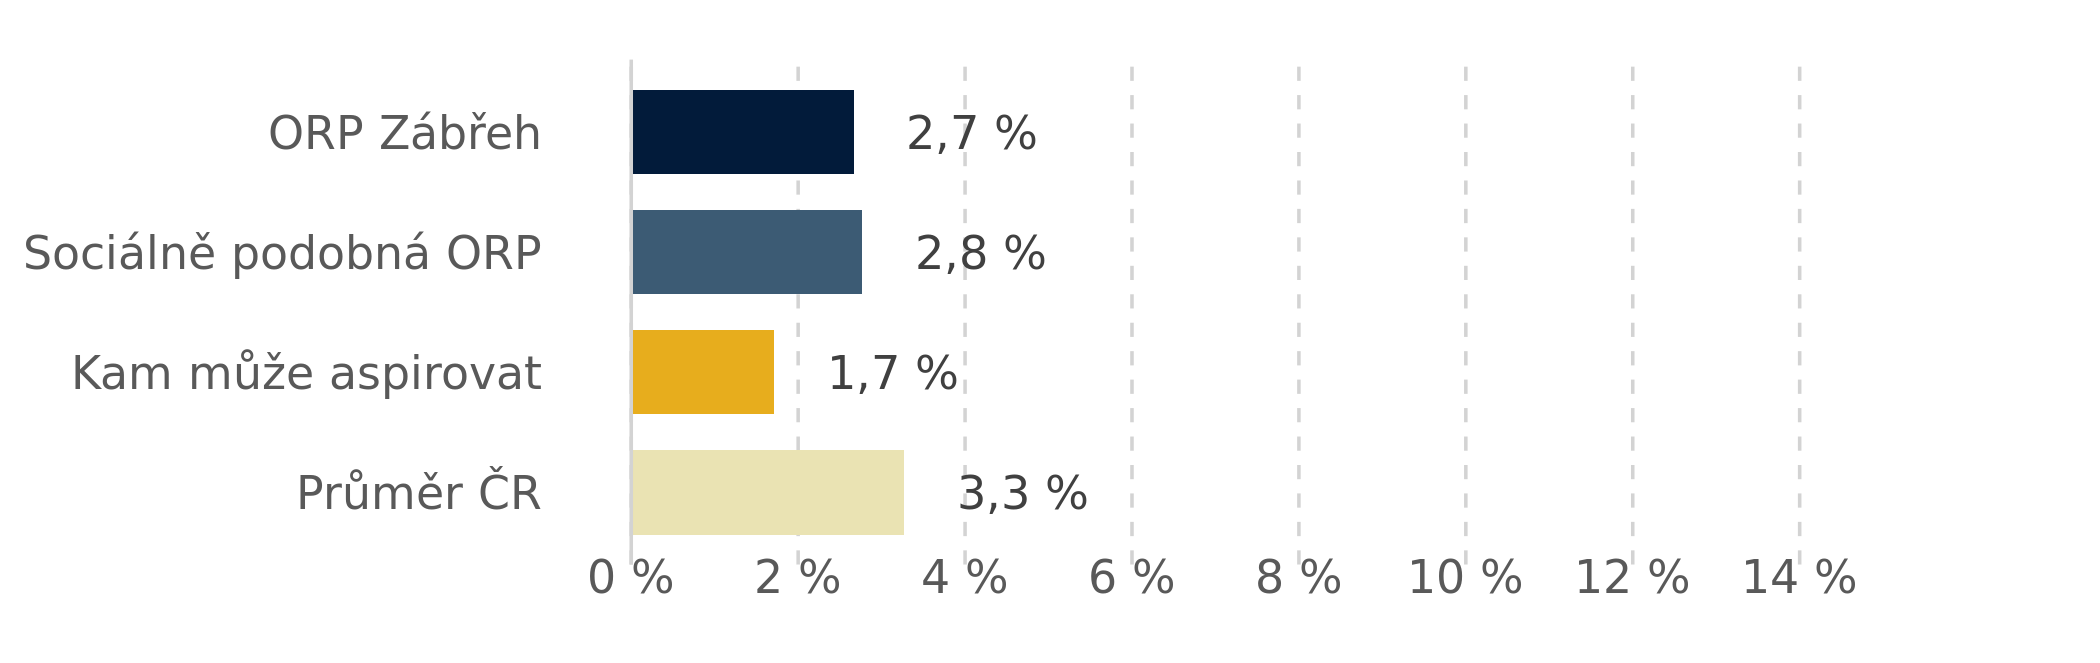 ORP Zábřeh 2,7 %
Sociálně podobná ORP 2,8 %
Kam může aspirovat 1,7 %
Průměr ČR 3,3 %
0 % 2 % 4 % 6 % 8 % 10 % 12 % 14 %